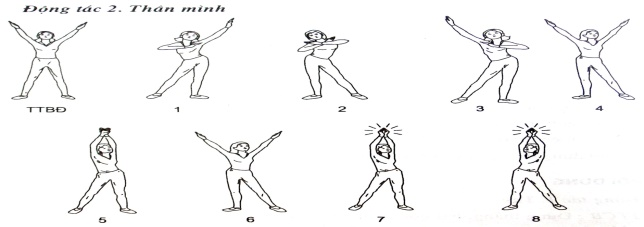 Động tác 2. Thân mình
TTBĐ 1 2 3 4
5 6 7 8